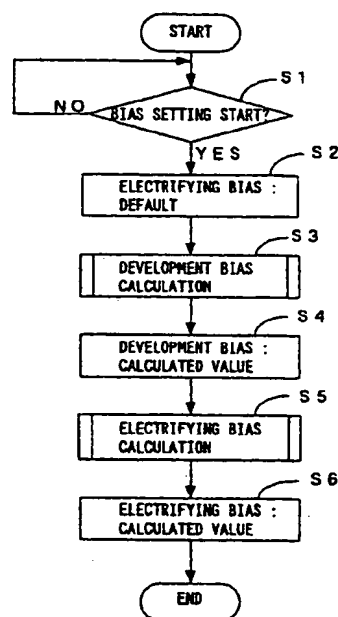 START
S1
NO
BIAS SETTING START?
YES
S2
ELECTRIFYING BIAS :
DEFAULT
S3
DEVELOPMENT BIAS
CALCULATION
S4
DEVELOPMENT BIAS :
CALCULATED VALUE
S5
ELECTRIFYING BIAS
CALCULATION
S6
ELECTRIFYING BIAS :
CALCULATED VALUE
END